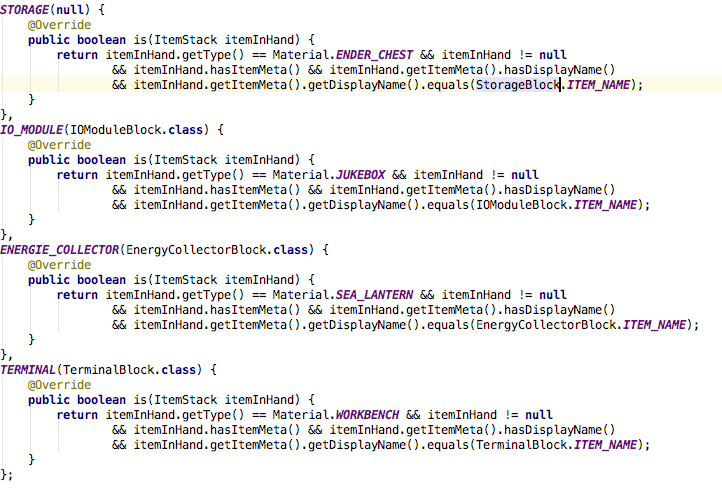 STORAGE(null) {
    @Override
    public boolean is(ItemStack itemInHand) {
        return itemInHand.getType() == Material.ENDER_CHEST && itemInHand != null
                && itemInHand.hasItemMeta() && itemInHand.getItemMeta().hasDisplayName()
                && itemInHand.getItemMeta().getDisplayName().equals(StorageBlock.ITEM_NAME);
    }
},
IO_MODULE(IOModuleBlock.class) {
    @Override
    public boolean is(ItemStack itemInHand) {
        return itemInHand.getType() == Material.JUKEBOX && itemInHand != null
                && itemInHand.hasItemMeta() && itemInHand.getItemMeta().hasDisplayName()
                && itemInHand.getItemMeta().getDisplayName().equals(IOModuleBlock.ITEM_NAME);
    }
},
ENERGIE_COLLECTOR(EnergyCollectorBlock.class) {
    @Override
    public boolean is(ItemStack itemInHand) {
        return itemInHand.getType() == Material.SEA_LANTERN && itemInHand != null
                && itemInHand.hasItemMeta() && itemInHand.getItemMeta().hasDisplayName()
                && itemInHand.getItemMeta().getDisplayName().equals(EnergyCollectorBlock.ITEM_NAME);
    }
},
TERMINAL(TerminalBlock.class) {
    @Override
    public boolean is(ItemStack itemInHand) {
        return itemInHand.getType() == Material.WORKBENCH && itemInHand != null
                && itemInHand.hasItemMeta() && itemInHand.getItemMeta().hasDisplayName()
                && itemInHand.getItemMeta().getDisplayName().equals(TerminalBlock.ITEM_NAME);
    }
};